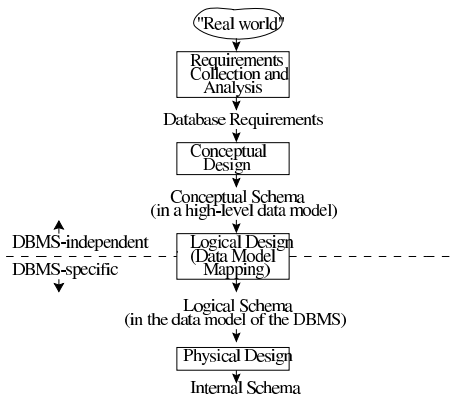 "Real world"
Requirements
Collection and
Analysis
Database Requirements
Conceptual
Design
Conceptual Schema
(in a high-level data model)
DBMS-independent
Logical Design
(Data Model
Mapping)
DBMS-specific
Logical Schema
(in the data model of the DBMS)
Physical Design
Internal Schema